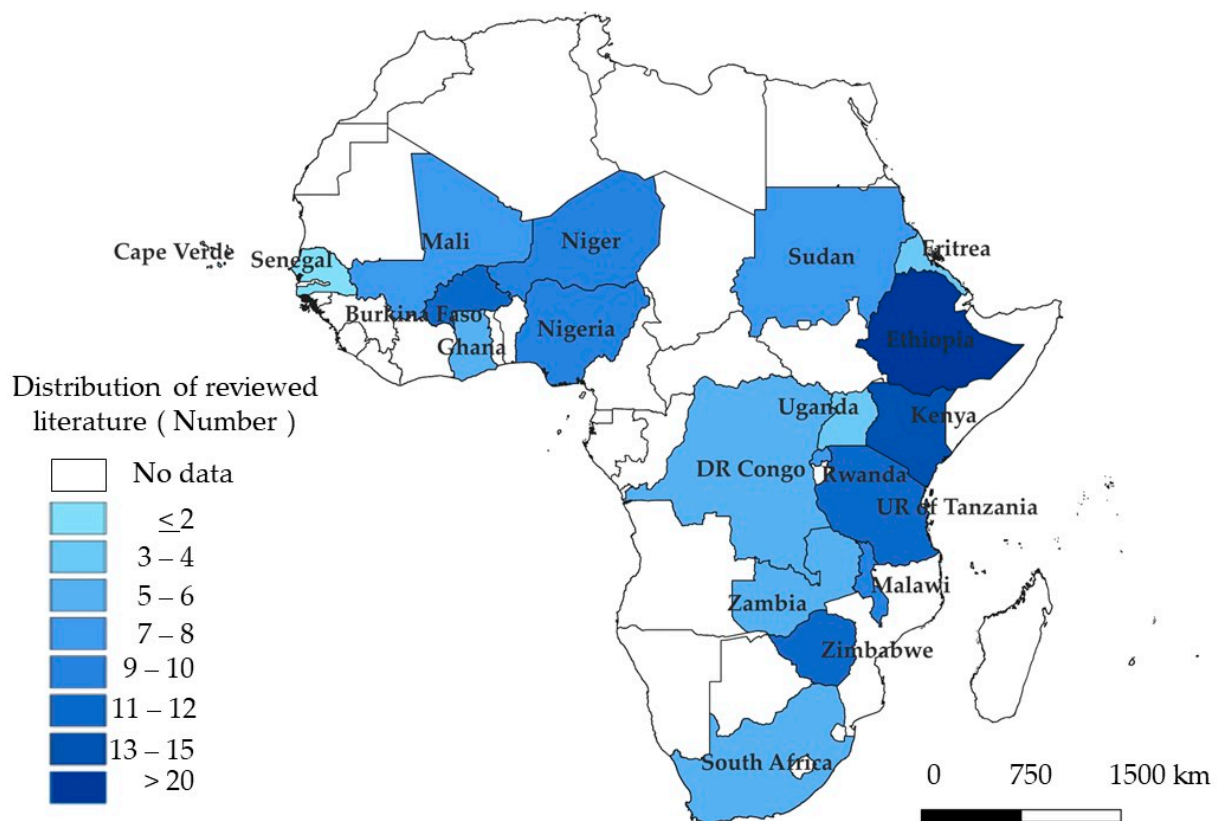 Mali
Niger
Cape Verde
Senegal
Sudan
Eritrea
Burkina Faso
Nigeria
Ghana
Ethiopia
Uganda
Kenya
DR Congo
Rwanda
UR of Tanzania
Malawi
Zambia
Zimbabwe
South Africa
Distribution of reviewed
literature ( Number )
No data
≤ 2
3 – 4
5 – 6
7 – 8
9 – 10
11 – 12
13 – 15
> 20
0 750 1500 km